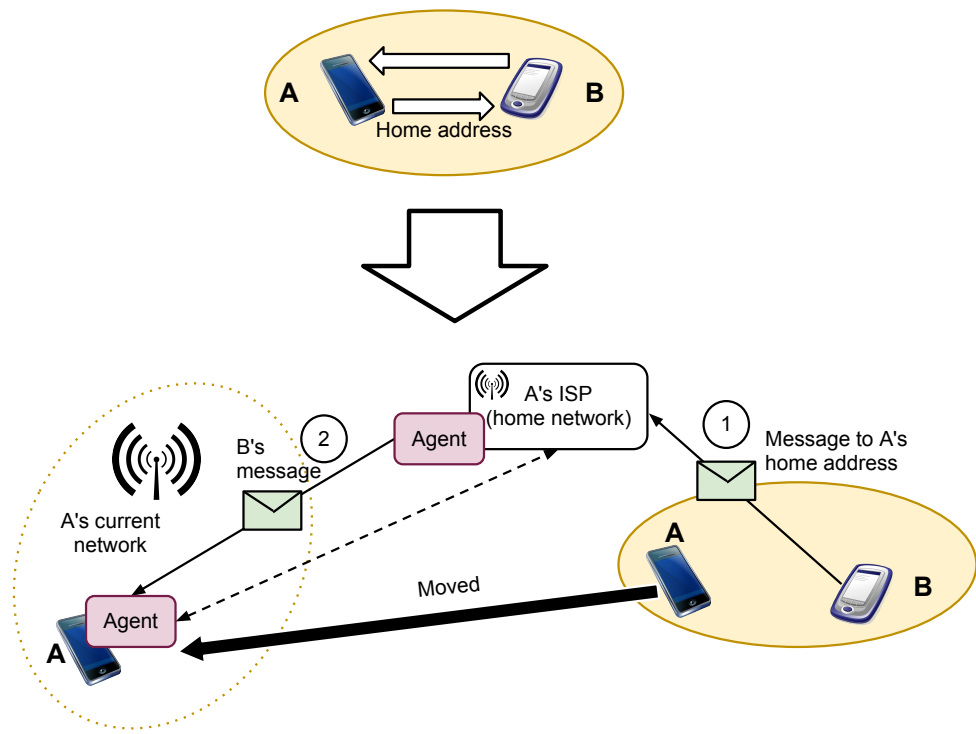 A
B
Home address
A's ISP
(home network)
Agent
1
2
B's
message
Message to A's
home address
A's current
network
A
B
Moved
Agent
A